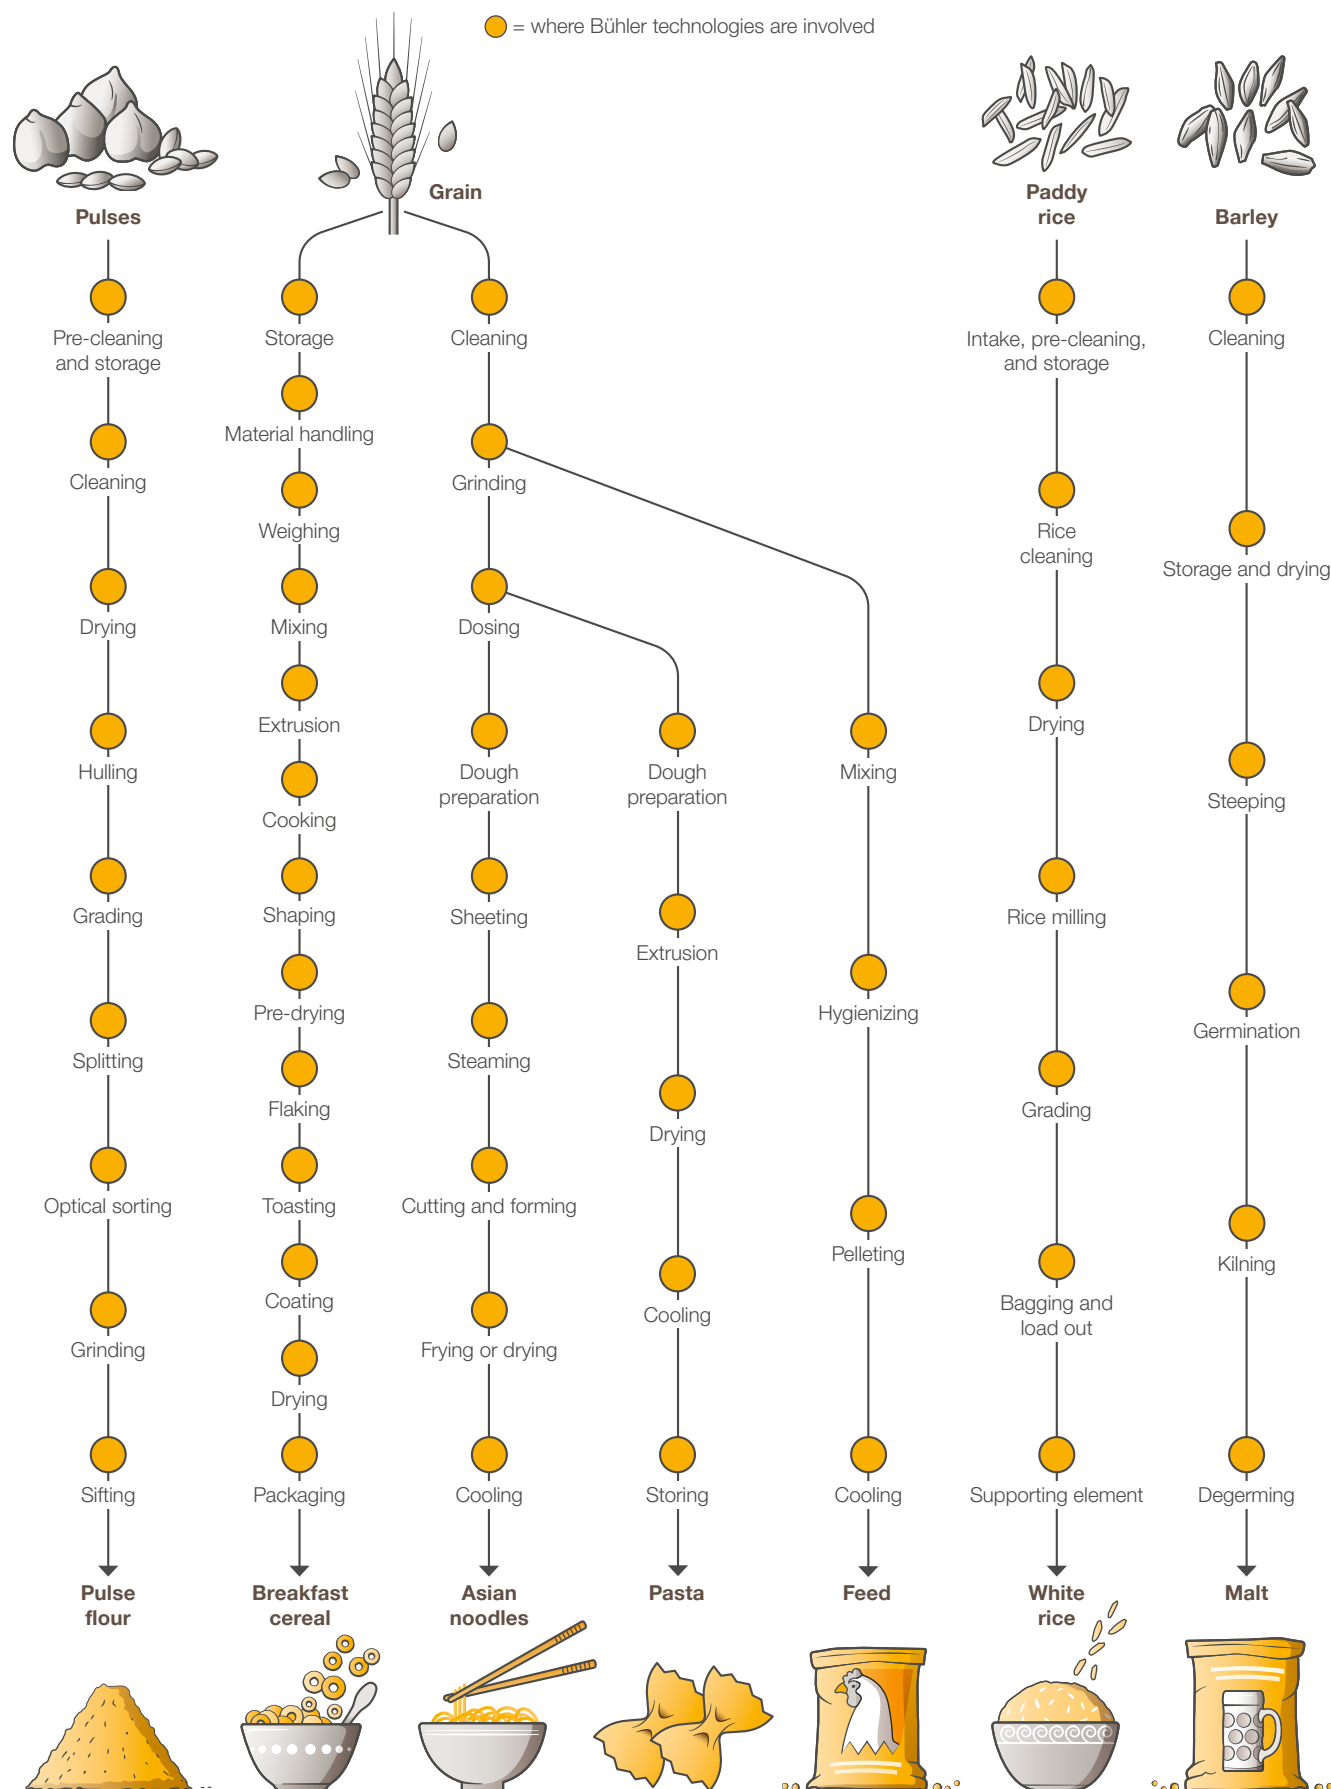 = where Bühler technologies are involved
Pulses
Grain
Paddy
rice
Barley
Pre-cleaning
and storage
Cleaning
Drying
Hulling
Grading
Splitting
Optical sorting
Grinding
Sifting
Pulse
flour
Storage
Material handling
Weighing
Mixing
Extrusion
Cooking
Shaping
Pre-drying
Flaking
Toasting
Coating
Drying
Packaging
Breakfast
cereal
Cleaning
Grinding
Dosing
Dough
preparation
Sheeting
Steaming
Cutting and forming
Frying or drying
Cooling
Asian
noodles
Dough
preparation
Extrusion
Drying
Cooling
Storing
Pasta
Mixing
Hygienizing
Pelleting
Cooling
Feed
Intake, pre-cleaning,
and storage
Rice
cleaning
Drying
Rice milling
Grading
Bagging and
load out
Supporting element
White
rice
Cleaning
Storage and drying
Steeping
Germination
Kilning
Degerming
Malt